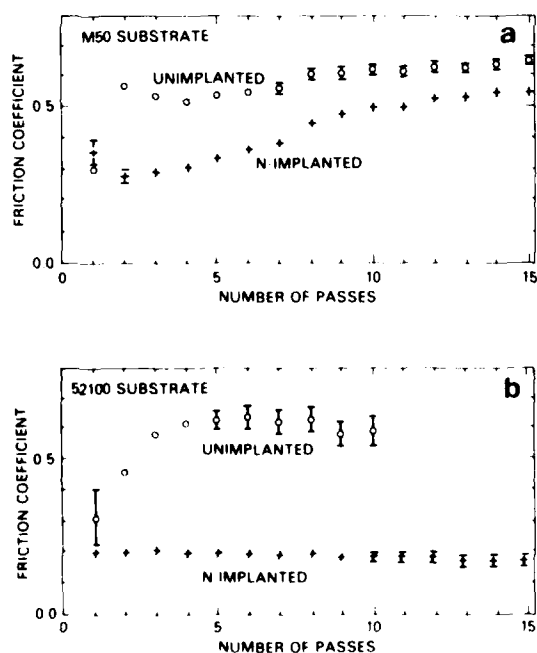 M50 SUBSTRATE
a
UNIMPLANTED
N-IMPLANTED
FRICTION COEFFICIENT
0.5
0.0
0 5 10 15
NUMBER OF PASSES
52100 SUBSTRATE
b
UNIMPLANTED
N IMPLANTED
FRICTION COEFFICIENT
0.5
0.0
0 5 10 15
NUMBER OF PASSES